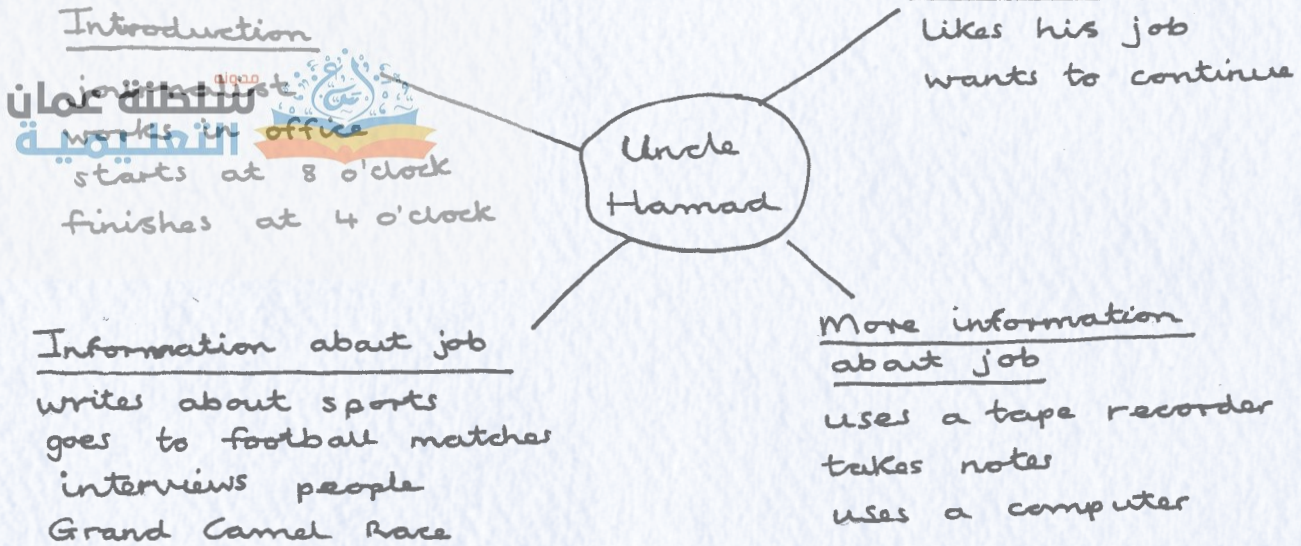 Introduction
journalist
works in office
starts at 8 o'clock
finishes at 4 o'clock
مدونة
سلطنة عمان
التعليمية
likes his job
wants to continue
Uncle
Hamad
Information about job
writes about sports
goes to football matches
interviews people
Grand Camel Race
More information
about job
uses a tape recorder
takes notes
uses a computer